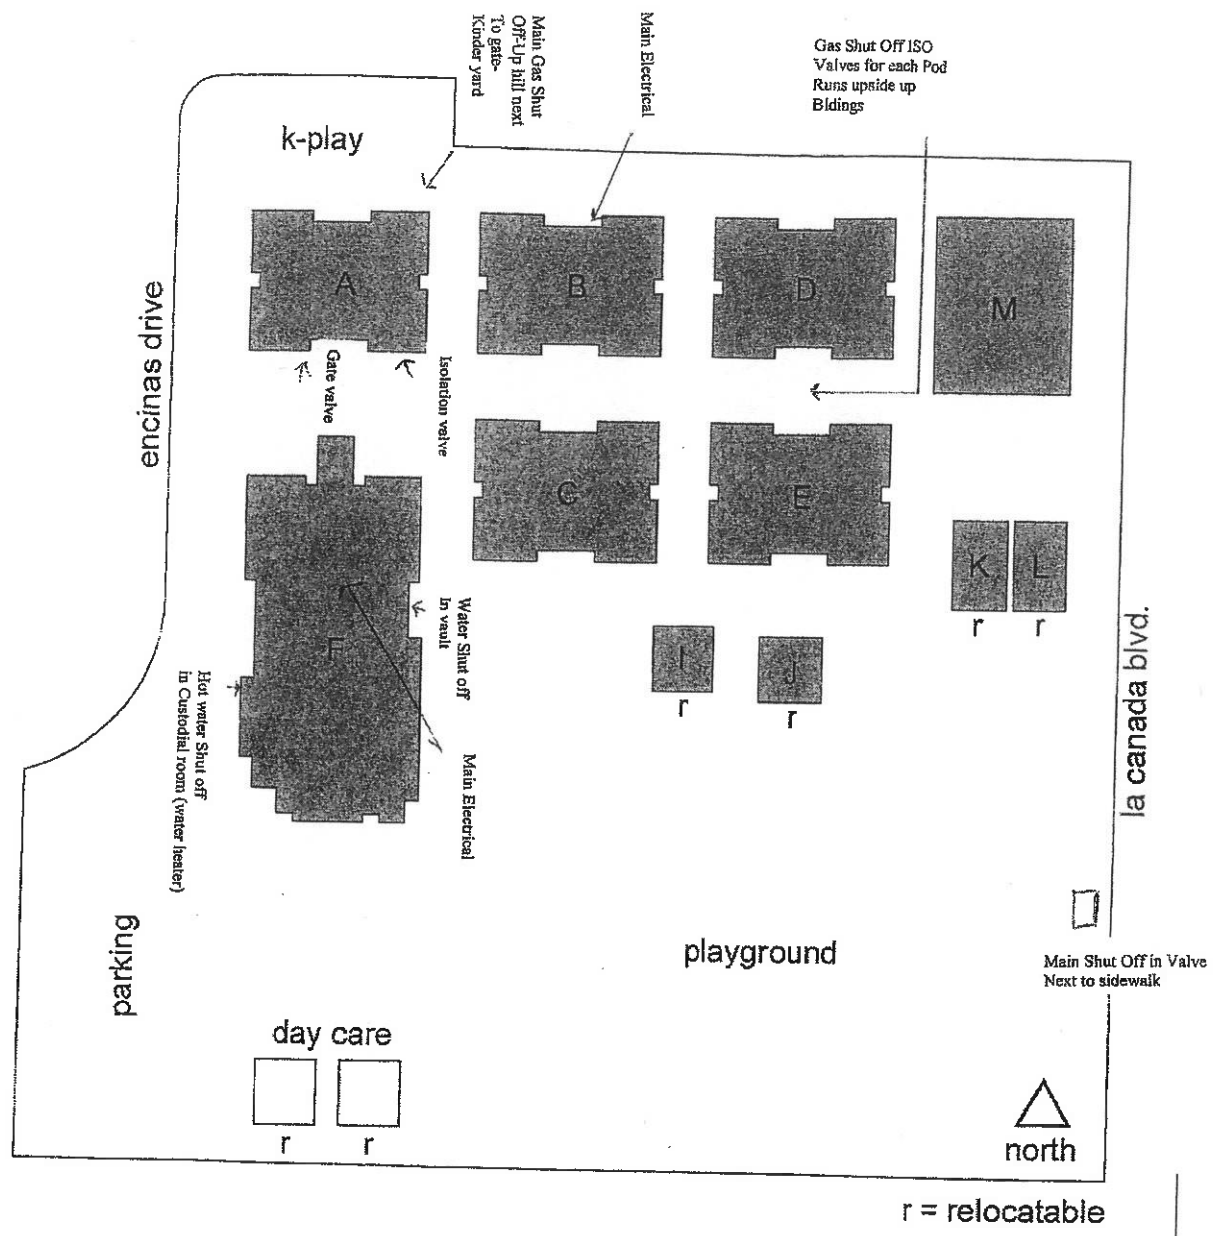 Main Gas Shut
Off-Up hill next
To gate-
Kinder yard
Main Electrical
Gas Shut Off ISO
Valves for each Pod
Runs upside up
Bldings
k-play
A
B
D
M
encinas drive
Gate valve
Isolation valve
C
E
K
L
r
r
F
Water Shut off
In vault
I
J
r
r
la canada blvd.
Hot water Shut off
in Custodial room (water heater)
Main Electrical
parking
playground
Main Shut Off in Valve
Next to sidewalk
day care
r
r
north
r = relocatable